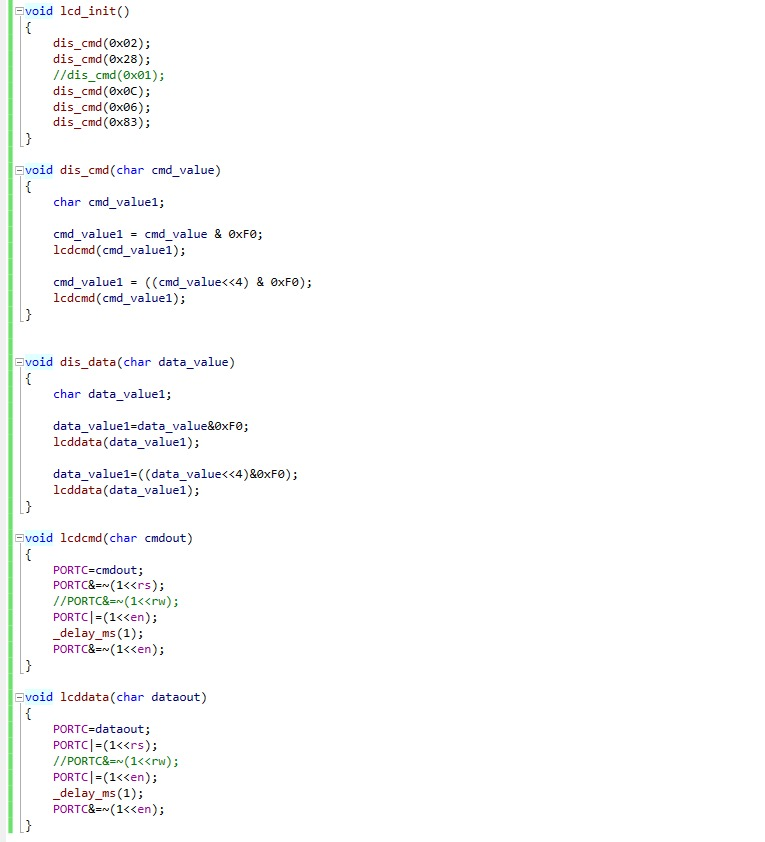 void lcd_init()
{
    dis_cmd(0x02);
    dis_cmd(0x28);
    //dis_cmd(0x01);
    dis_cmd(0x0C);
    dis_cmd(0x06);
    dis_cmd(0x83);
}

void dis_cmd(char cmd_value)
{
    char cmd_value1;

    cmd_value1 = cmd_value & 0xF0;
    lcdcmd(cmd_value1);

    cmd_value1 = ((cmd_value<<4) & 0xF0);
    lcdcmd(cmd_value1);
}


void dis_data(char data_value)
{
    char data_value1;

    data_value1=data_value&0xF0;
    lcddata(data_value1);

    data_value1=((data_value<<4)&0xF0);
    lcddata(data_value1);
}

void lcdcmd(char cmdout)
{
    PORTC=cmdout;
    PORTC&=~(1<<rs);
    //PORTC&=~(1<<rw);
    PORTC|=(1<<en);
    _delay_ms(1);
    PORTC&=~(1<<en);
}

void lcddata(char dataout)
{
    PORTC=dataout;
    PORTC|=(1<<rs);
    //PORTC&=~(1<<rw);
    PORTC|=(1<<en);
    _delay_ms(1);
    PORTC&=~(1<<en);
}